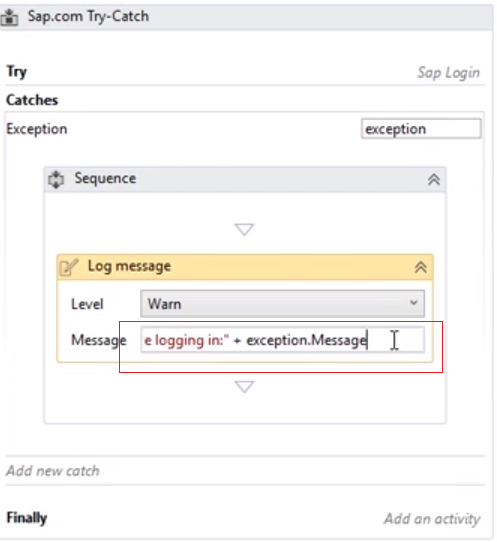 Sap.com Try-Catch
Try
Sap Login
Catches
Exception
exception
Sequence
Log message
Level
Warn
Message
e logging in:" + exception.Message
Add new catch
Finally
Add an activity